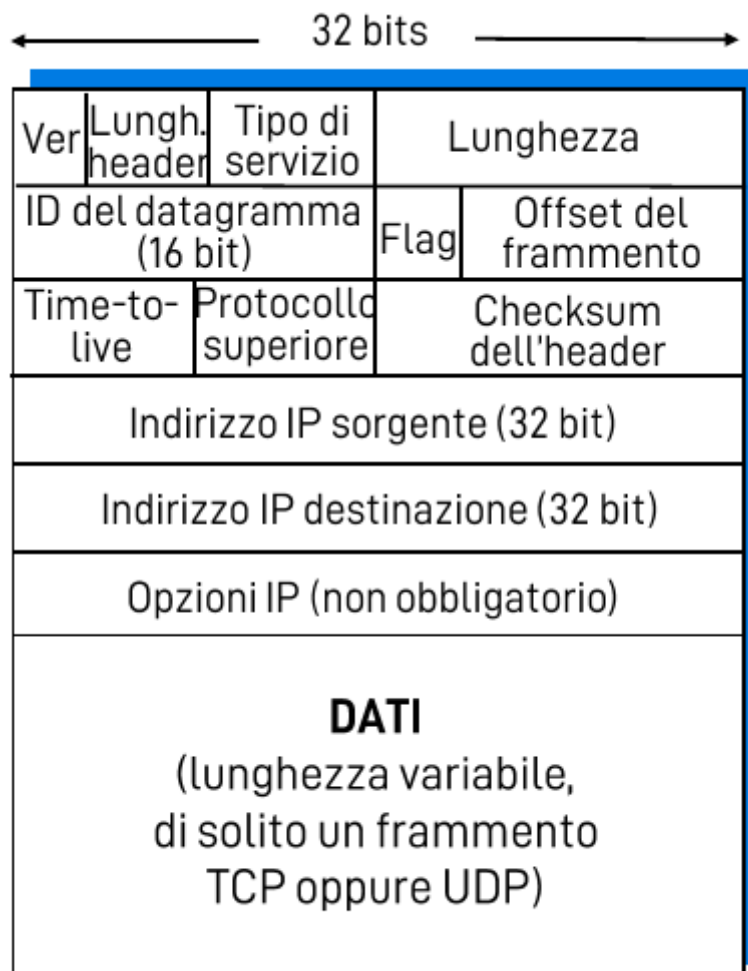 32 bits
Ver
Lungh.
header
Tipo di
servizio
Lunghezza
ID del datagramma
(16 bit)
Flag
Offset del
frammento
Time-to-
live
Protocollo
superiore
Checksum
dell'header
Indirizzo IP sorgente (32 bit)
Indirizzo IP destinazione (32 bit)
Opzioni IP (non obbligatorio)
DATI
(lunghezza variabile,
di solito un frammento
TCP oppure UDP)